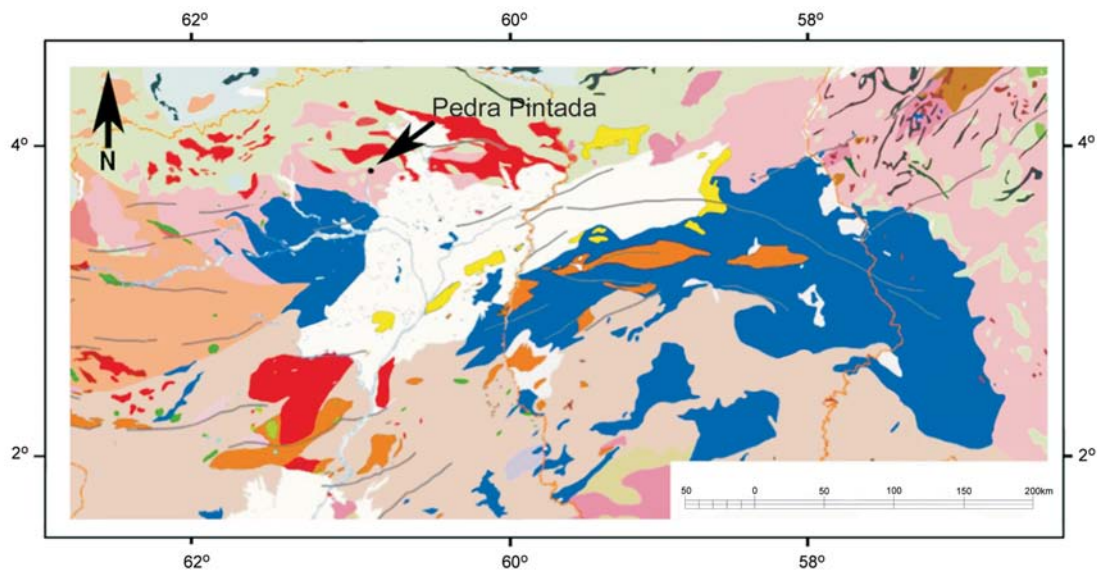 62º 60º 58º
Pedra Pintada
4º 4º
N
2º 2º
50 0 50 100 150 200km
62º 60º 58º